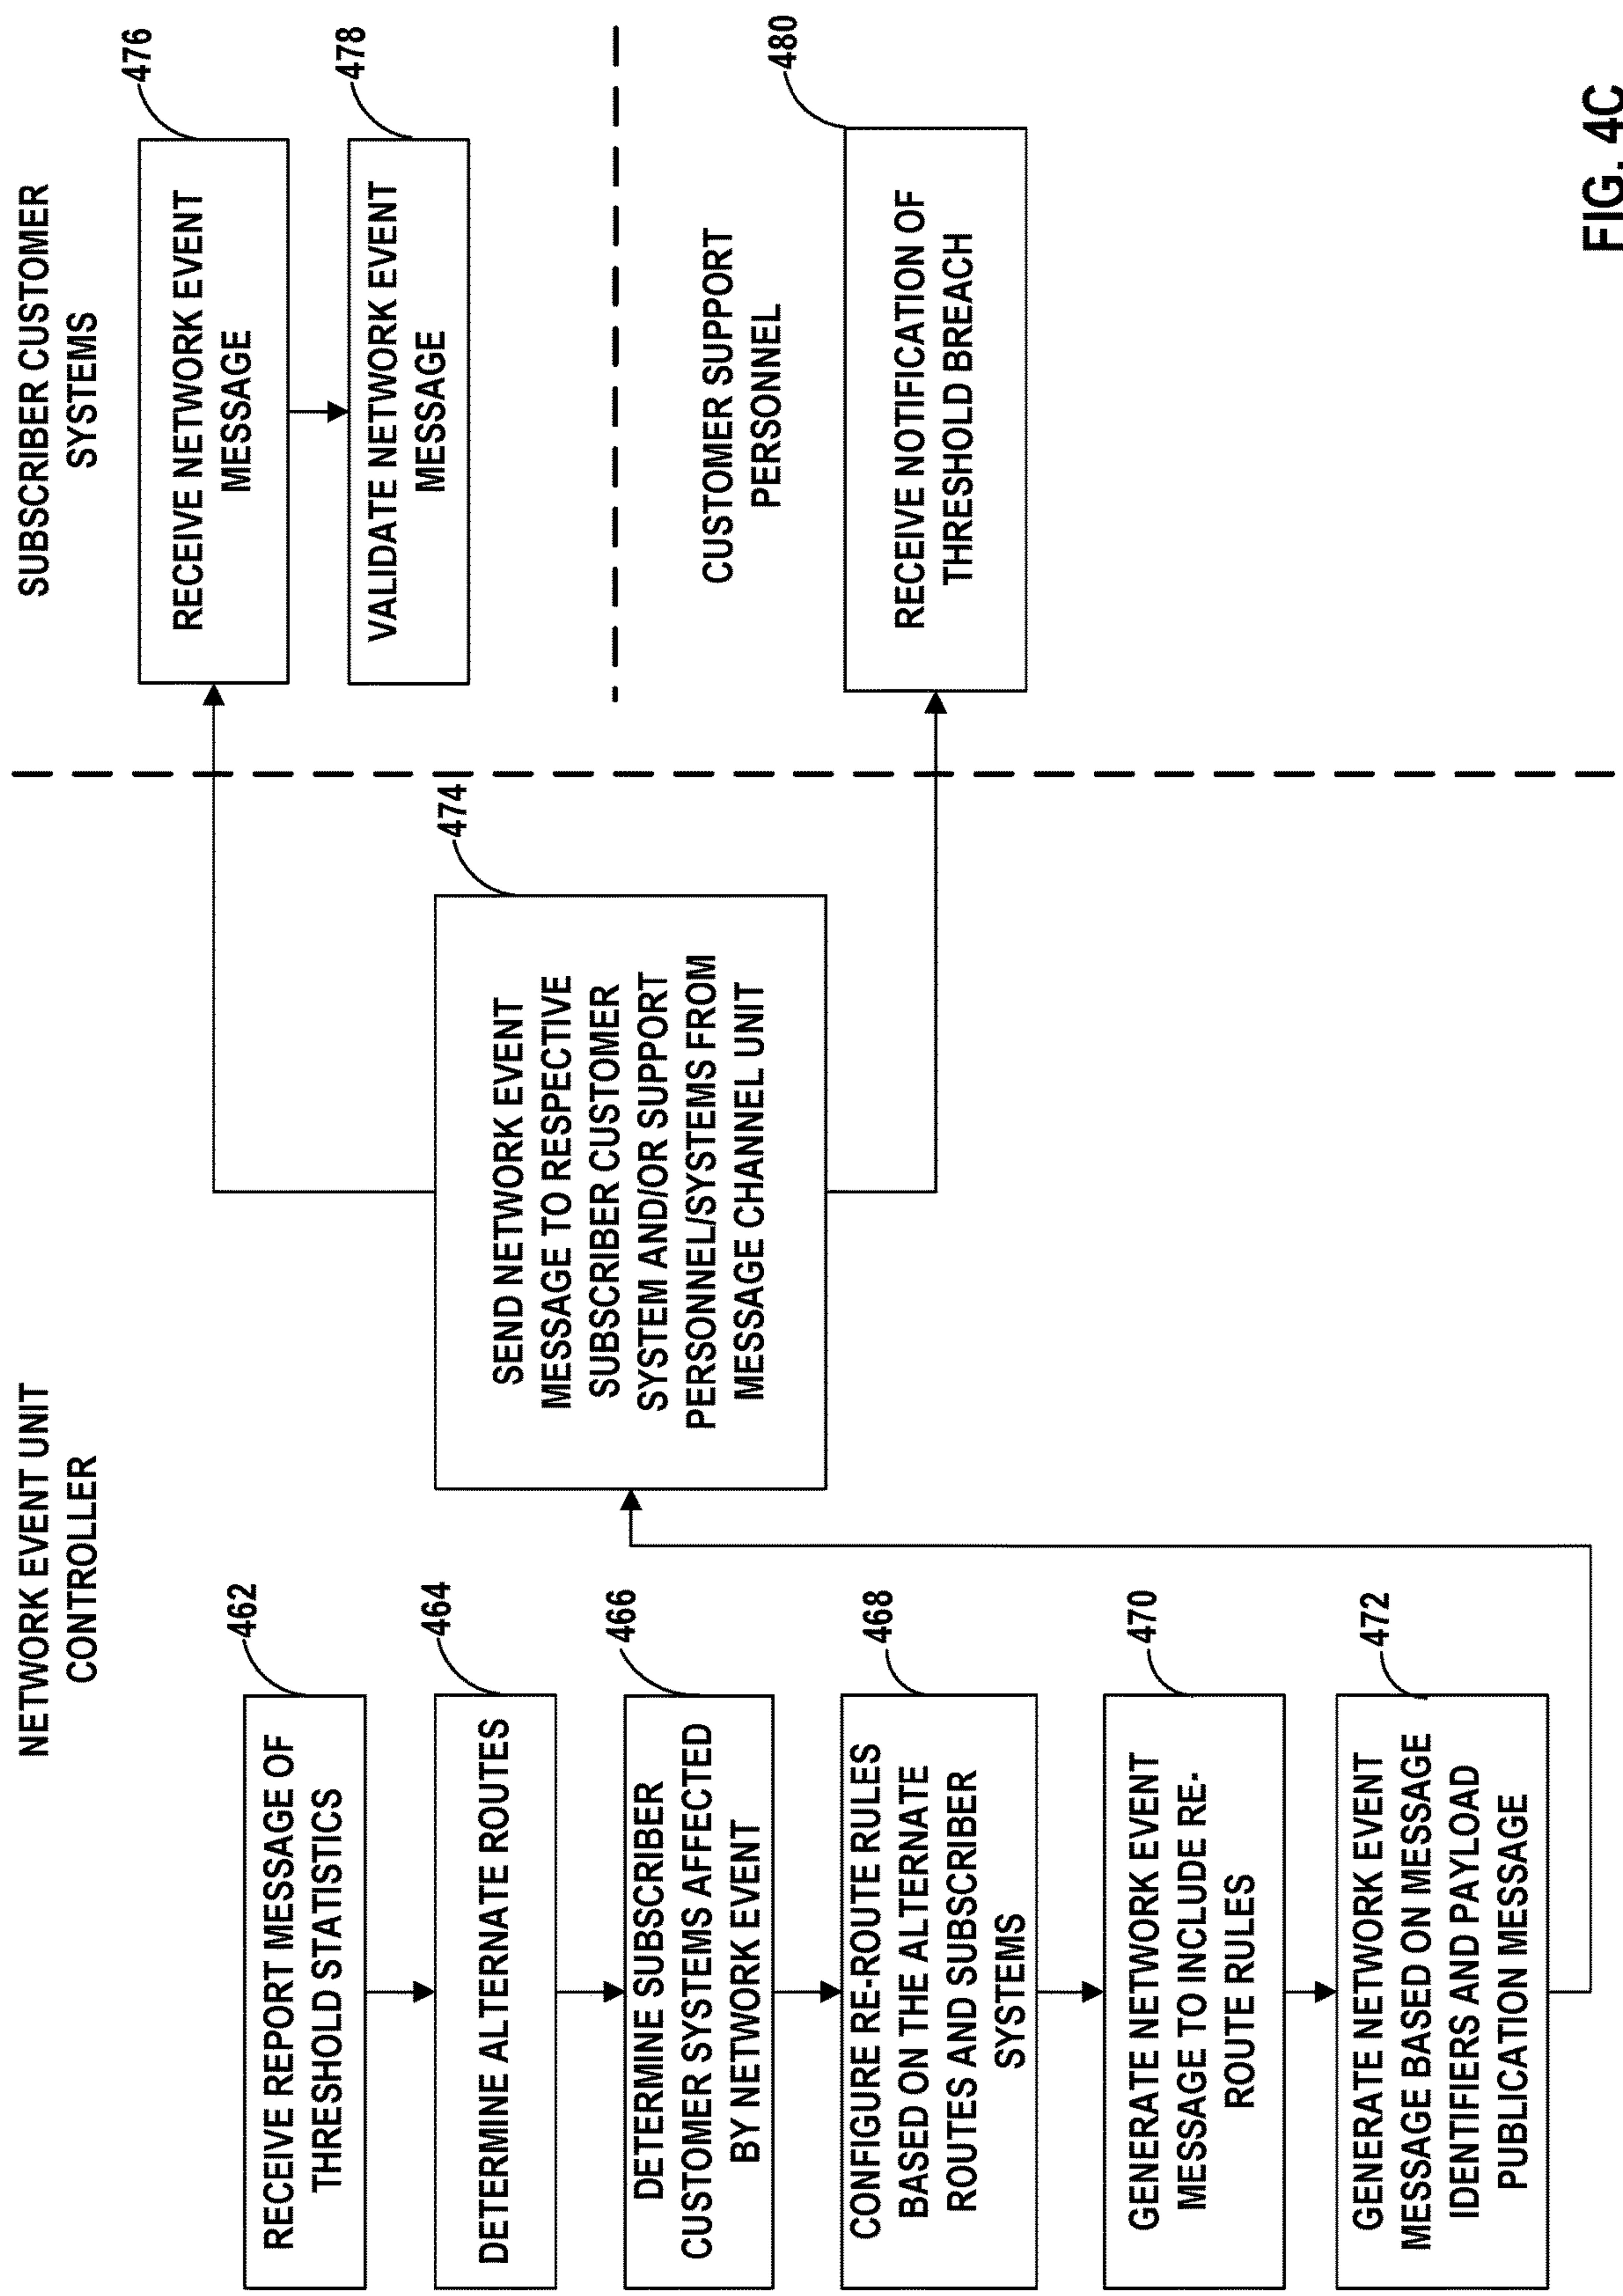 NETWORK EVENT UNIT
CONTROLLER
462
RECEIVE REPORT MESSAGE OF
THRESHOLD STATISTICS
464
DETERMINE ALTERNATE ROUTES
466
DETERMINE SUBSCRIBER
CUSTOMER SYSTEMS AFFECTED
BY NETWORK EVENT
468
CONFIGURE RE-ROUTE RULES
BASED ON THE ALTERNATE
ROUTES AND SUBSCRIBER
SYSTEMS
470
GENERATE NETWORK EVENT
MESSAGE TO INCLUDE RE-
ROUTE RULES
472
GENERATE NETWORK EVENT
MESSAGE BASED ON MESSAGE
IDENTIFIERS AND PAYLOAD
PUBLICATION MESSAGE
474
SEND NETWORK EVENT
MESSAGE TO RESPECTIVE
SUBSCRIBER CUSTOMER
SYSTEM AND/OR SUPPORT
PERSONNEL/SYSTEMS FROM
MESSAGE CHANNEL UNIT
SUBSCRIBER CUSTOMER
SYSTEMS
476
RECEIVE NETWORK EVENT
MESSAGE
478
VALIDATE NETWORK EVENT
MESSAGE
CUSTOMER SUPPORT
PERSONNEL
480
RECEIVE NOTIFICATION OF
THRESHOLD BREACH
FIG. 4C